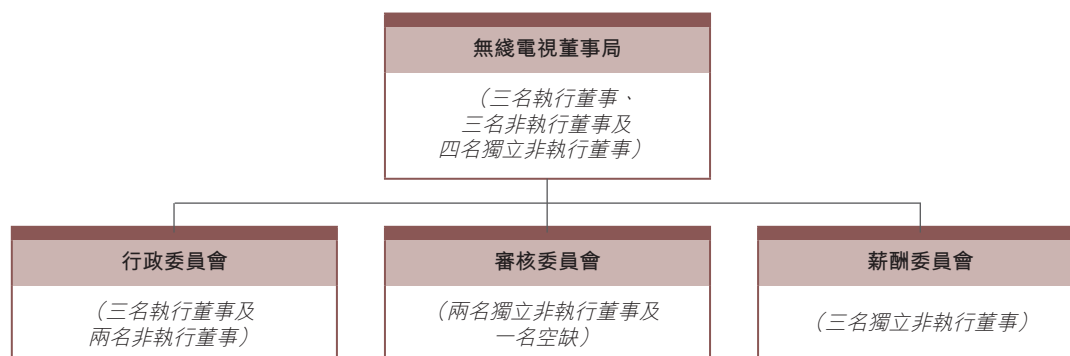 無綫電視董事局
（三名執行董事、
三名非執行董事及
四名獨立非執行董事）
行政委員會
（三名執行董事及
兩名非執行董事）
審核委員會
（兩名獨立非執行董事及
一名空缺）
薪酬委員會
（三名獨立非執行董事）